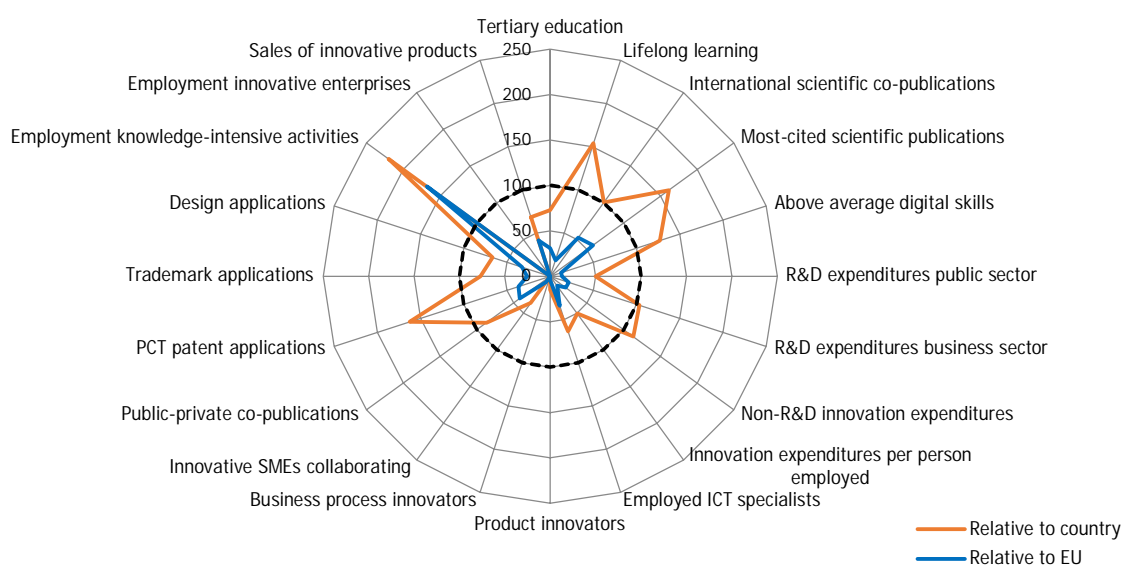 Tertiary education
250
Sales of innovative products
Lifelong learning
Employment innovative enterprises
International scientific co-publications
200
Employment knowledge-intensive activities
150
Most-cited scientific publications
100
Design applications
Above average digital skills
50
Trademark applications
0
R&D expenditures public sector
PCT patent applications
R&D expenditures business sector
Public-private co-publications
Non-R&D innovation expenditures
Innovative SMEs collaborating
Innovation expenditures per person
employed
Business process innovators
Employed ICT specialists
Product innovators
Relative to country
Relative to EU